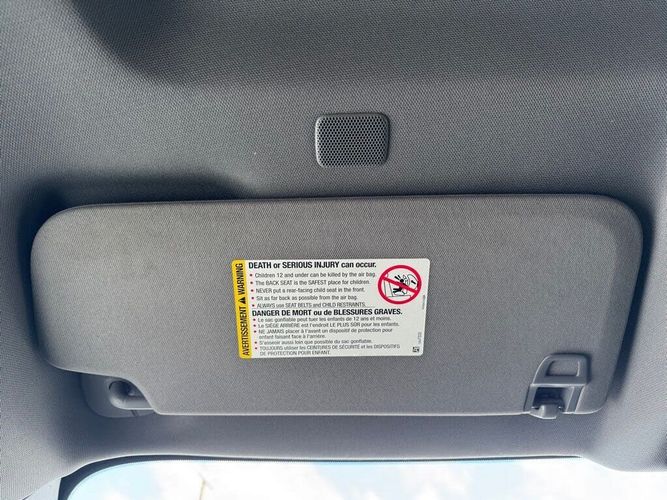 AVERTISSEMENT WARNING
DEATH or SERIOUS INJURY can occur.
• Children 12 and under can be killed by the air bag.
• The BACK SEAT is the SAFEST place for children.
• NEVER put a rear-facing child seat in the front.
• Sit as far back as possible from the air bag.
• ALWAYS use SEAT BELTS and CHILD RESTRAINTS.
DANGER DE MORT ou de BLESSURES GRAVES.
• Le sac gonflable peut tuer les enfants de 12 ans et moins.
• Le SIÈGE ARRIÈRE est l'endroit LE PLUS SÛR pour les enfants.
• NE JAMAIS placer à l'avant un dispositif de protection pour
enfant faisant face à l'arrière.
• S'asseoir aussi loin que possible du sac gonflable.
• TOUJOURS utiliser les CEINTURES DE SÉCURITÉ et les DISPOSITIFS
DE PROTECTION POUR ENFANT.